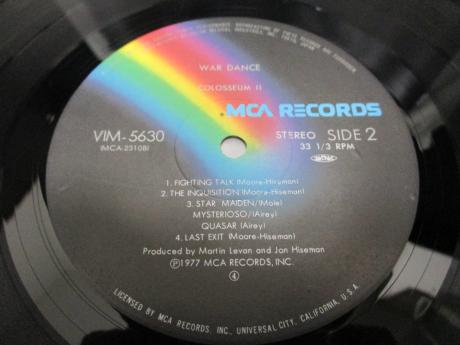 WAR DANCE
COLOSSEUM II
MCA RECORDS
VIM-5630
(MCA-2310B)
STEREO SIDE 2
33 1/3 RPM
1. FIGHTING TALK (Moore-Hiruman)
2. THE INQUISITION (Moore-Hiseman)
3. STAR MAIDEN/(Mole)
MYSTERIOSO/(Airey)
QUASAR (Airey)
4. LAST EXIT (Moore-Hiseman)
Produced by Martin Levan and Jon Hiseman
Ⓟ1977 MCA RECORDS, INC.
④
LICENSED BY MCA RECORDS, INC., UNIVERSAL CITY, CALIFORNIA, U.S.A.